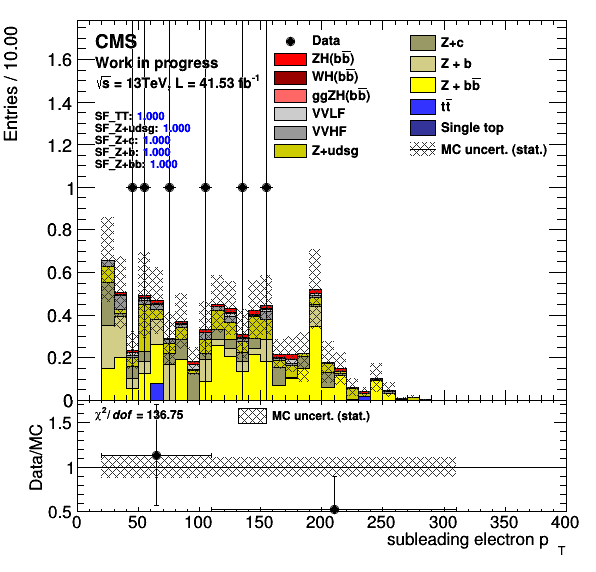 Entries / 10.00
CMS
Work in progress
√s = 13TeV, L = 41.53 fb⁻¹
SF_TT: 1.000
SF_Z+udsg: 1.000
SF_Z+c: 1.000
SF_Z+b: 1.000
SF_Z+bb: 1.000
Data
ZH(bb̅)
WH(bb̅)
ggZH(bb̅)
VVLF
VVHF
Z+udsg
Z+c
Z + b
Z + bb̅
tt̅
Single top
MC uncert. (stat.)
1.6
1.4
1.2
1
0.8
0.6
0.4
0.2
0
χ²/dof = 136.75
MC uncert. (stat.)
Data/MC
1.5
1
0.5
0 50 100 150 200 250 300 350 400
subleading electron p_T